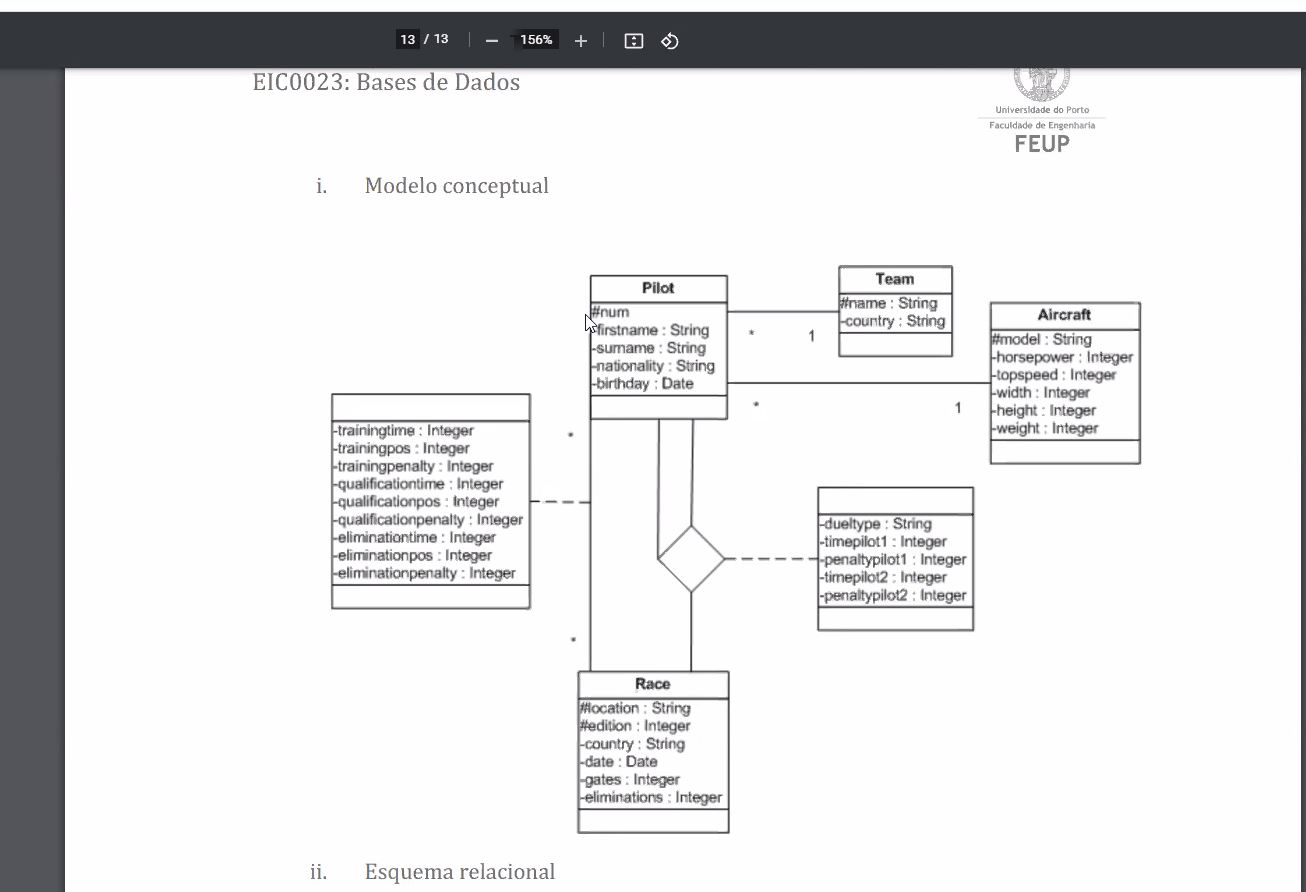 13 / 13
156%
EIC0023: Bases de Dados
Universidade do Porto
Faculdade de Engenharia
FEUP
i. Modelo conceptual
Pilot
#num
-firstname : String
-surname : String
-nationality : String
-birthday : Date
* 1
* 1
Team
#name : String
-country : String
Aircraft
#model : String
-horsepower : Integer
-topspeed : Integer
-width : Integer
-height : Integer
-weight : Integer
-trainingtime : Integer
-trainingpos : Integer
-trainingpenalty : Integer
-qualificationtime : Integer
-qualificationpos : Integer
-qualificationpenalty : Integer
-eliminationtime : Integer
-eliminationpos : Integer
-eliminationpenalty : Integer
*
*
-dueltype : String
-timepilot1 : Integer
-penaltypilot1 : Integer
-timepilot2 : Integer
-penaltypilot2 : Integer
Race
#location : String
#edition : Integer
-country : String
-date : Date
-gates : Integer
-eliminations : Integer
ii. Esquema relacional